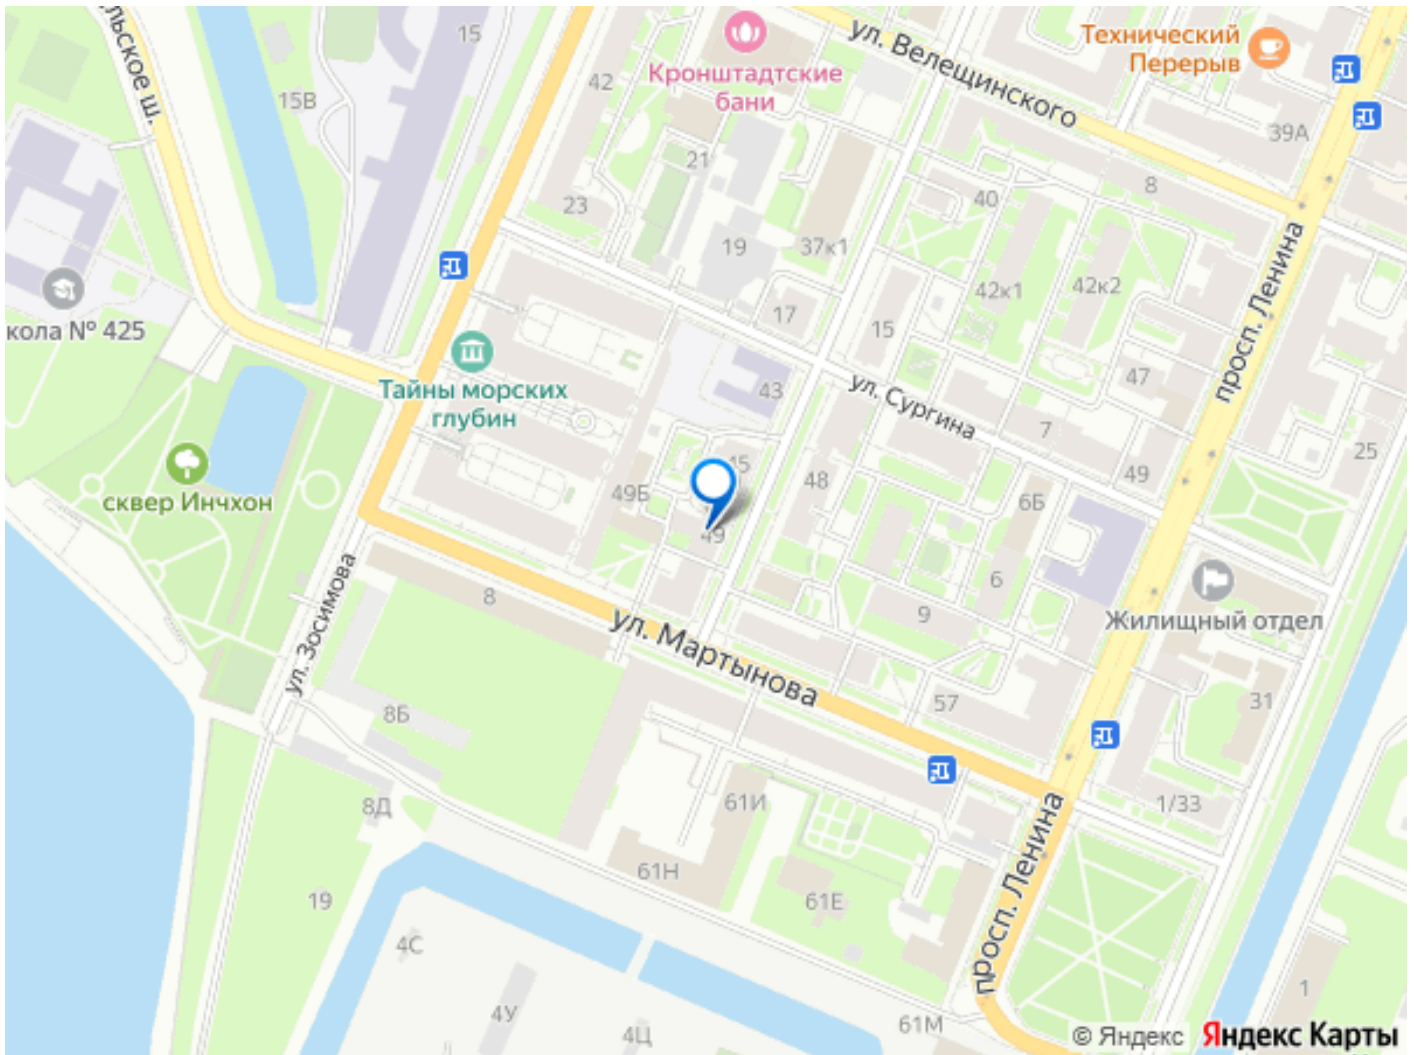 льское ш.
15
15В
42
Кронштадтские
бани
ул. Велещинского
Технический
Перерыв
39А
21
8
40
23
19
37к1
просп. Ленина
42к1
42к2
кола № 425
17
15
Тайны морских
глубин
43
ул. Сургина
47
7
25
сквер Инчхон
49Б
45
48
49
6Б
49
ул. Зосимова
8
6
9
Жилищный отдел
ул. Мартынова
57
31
8Б
8Д
61И
1/33
просп. Ленина
61Н
61Е
19
4С
4У
4Ц
61М
1
© Яндекс Яндекс Карты